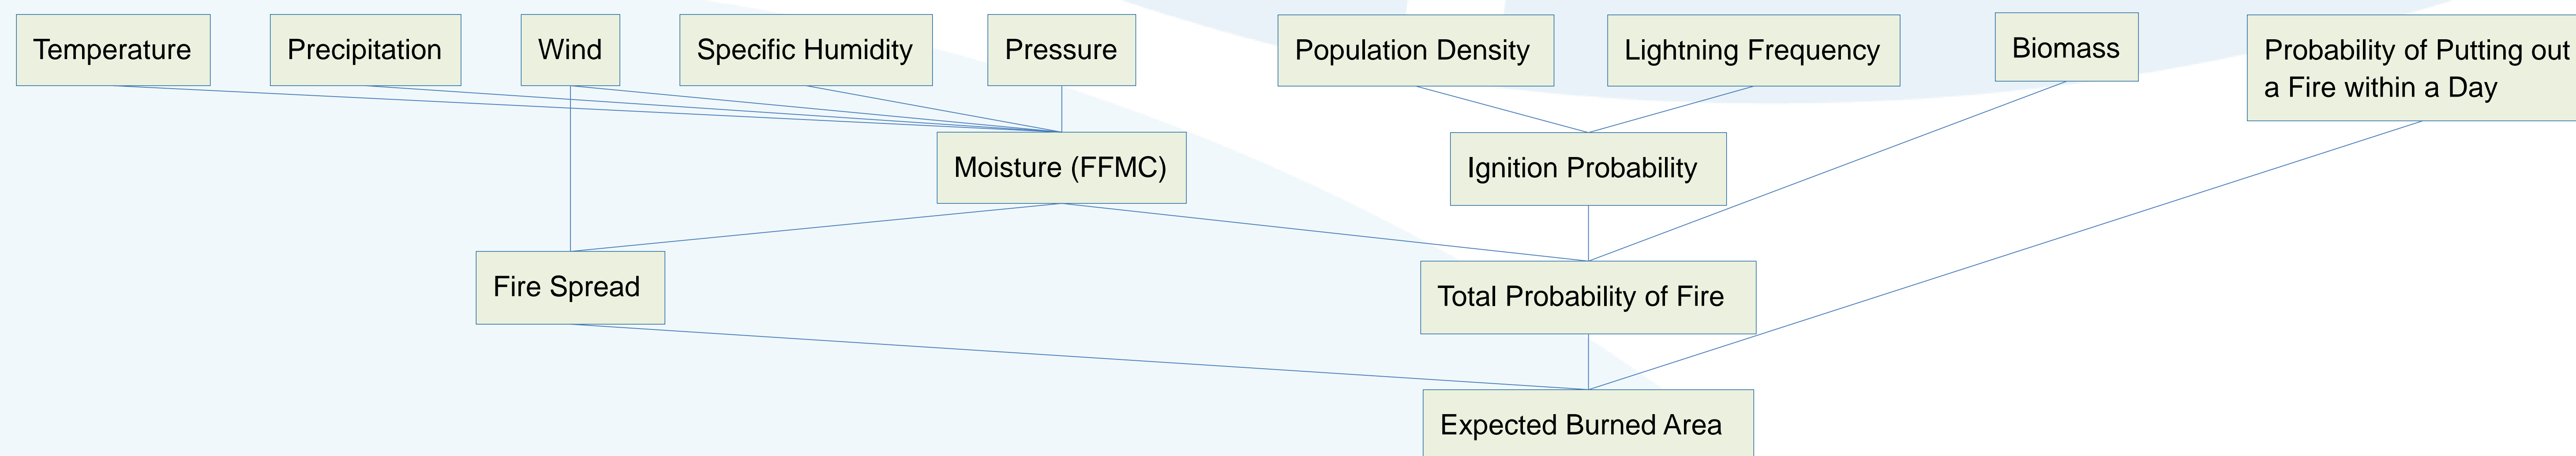 Temperature
Precipitation
Wind
Specific Humidity
Pressure
Population Density
Lightning Frequency
Biomass
Probability of Putting out
a Fire within a Day
Moisture (FFMC)
Ignition Probability
Fire Spread
Total Probability of Fire
Expected Burned Area